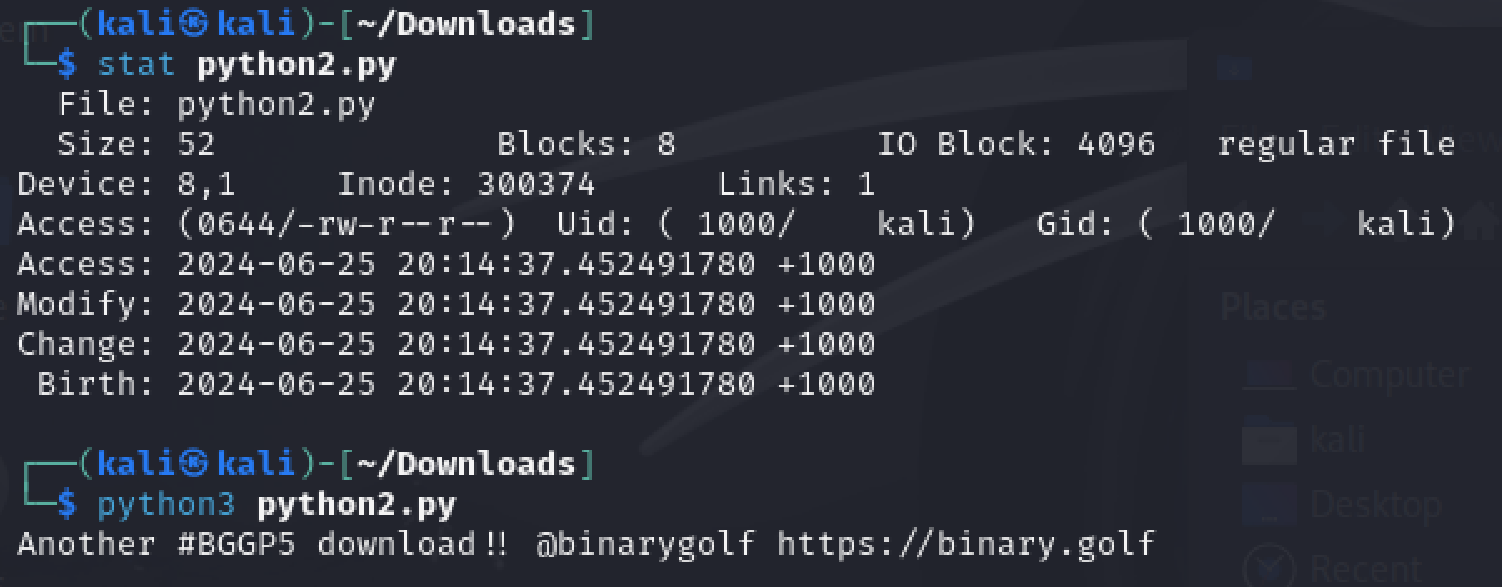 ┌──(kali㉿kali)-[~/Downloads]
└─$ stat python2.py
  File: python2.py
  Size: 52              Blocks: 8          IO Block: 4096   regular file
Device: 8,1     Inode: 300374      Links: 1
Access: (0644/-rw-r--r--)  Uid: ( 1000/    kali)   Gid: ( 1000/    kali)
Access: 2024-06-25 20:14:37.452491780 +1000
Modify: 2024-06-25 20:14:37.452491780 +1000
Change: 2024-06-25 20:14:37.452491780 +1000
 Birth: 2024-06-25 20:14:37.452491780 +1000
┌──(kali㉿kali)-[~/Downloads]
└─$ python3 python2.py
Another #BGGP5 download!! @binarygolf https://binary.golf
Places
Computer
kali
Desktop
Recent